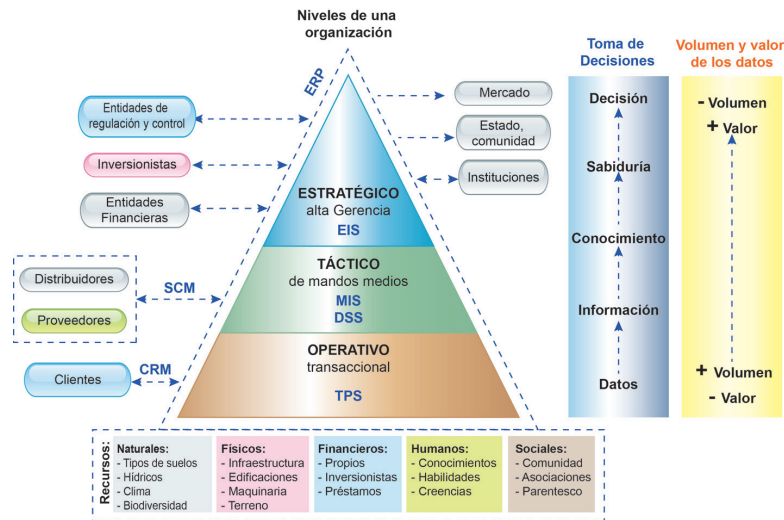 Niveles de una
organización
ERP
Entidades de
regulación y control
Inversionistas
Entidades
Financieras
Distribuidores
Proveedores
SCM
Clientes
CRM
ESTRATÉGICO
alta Gerencia
EIS
TÁCTICO
de mandos medios
MIS
DSS
OPERATIVO
transaccional
TPS
Mercado
Estado,
comunidad
Instituciones
Toma de
Decisiones
Decisión
Sabiduría
Conocimiento
Información
Datos
Volumen y valor
de los datos
- Volumen
+ Valor
+ Volumen
- Valor
Recursos:
Naturales:
- Tipos de suelos
- Hídricos
- Clima
- Biodiversidad
Físicos:
- Infraestructura
- Edificaciones
- Maquinaria
- Terreno
Financieros:
- Propios
- Inversionistas
- Préstamos
Humanos:
- Conocimientos
- Habilidades
- Creencias
Sociales:
- Comunidad
- Asociaciones
- Parentesco